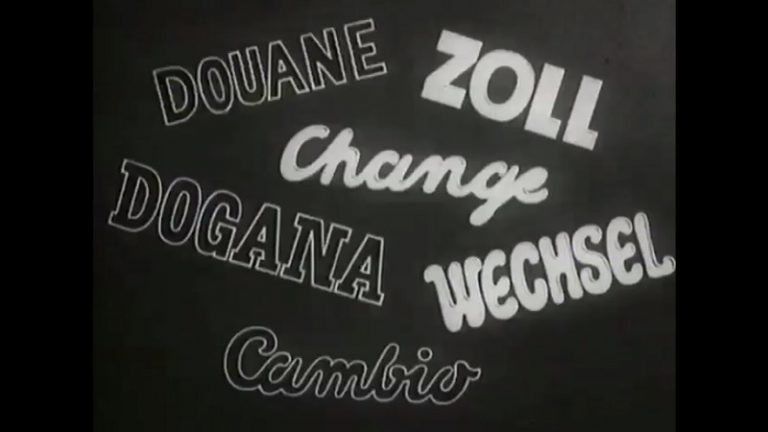 DOUANE
ZOLL
Change
DOGANA
WECHSEL
Cambio